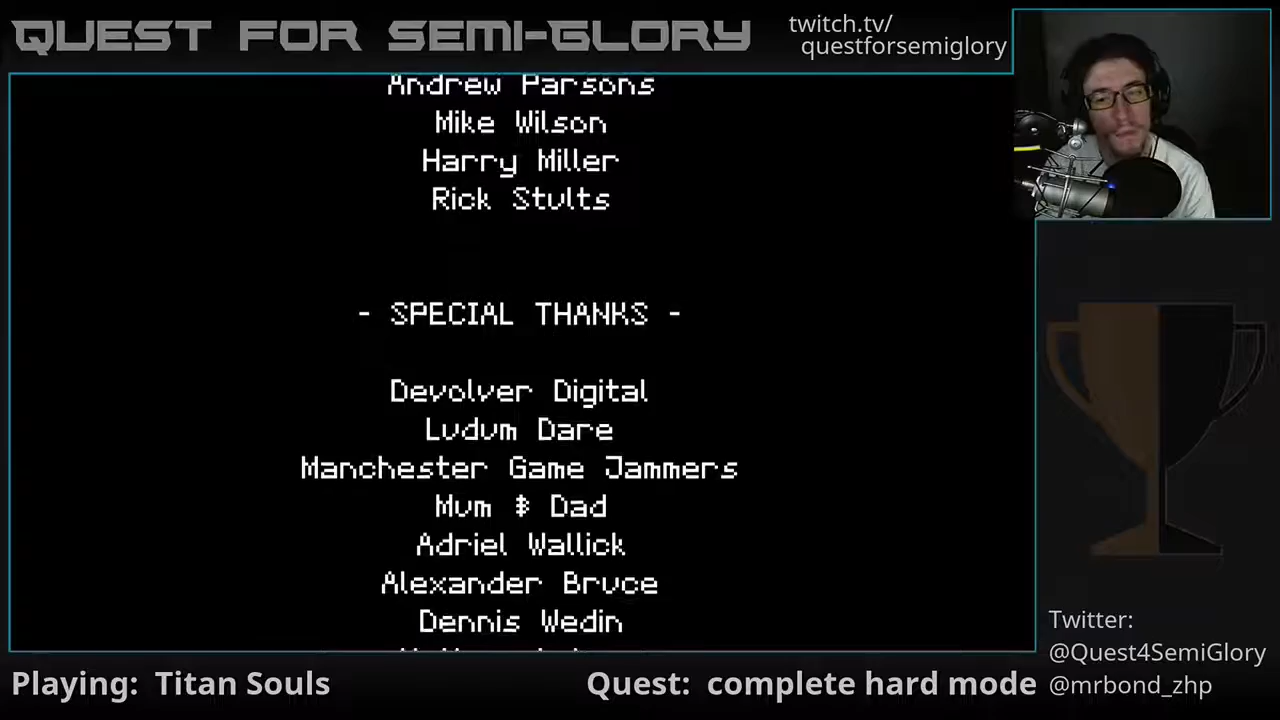 QUEST FOR SEMI-GLORY
twitch.tv/
questforsemiglory
Andrew Parsons
Mike Wilson
Harry Miller
Rick Stults
- SPECIAL THANKS -
Devolver Digital
Ludum Dare
Manchester Game Jammers
Mum & Dad
Adriel Wallick
Alexander Bruce
Dennis Wedin
Twitter:
@Quest4SemiGlory
@mrbond_zhp
Playing: Titan Souls
Quest: complete hard mode